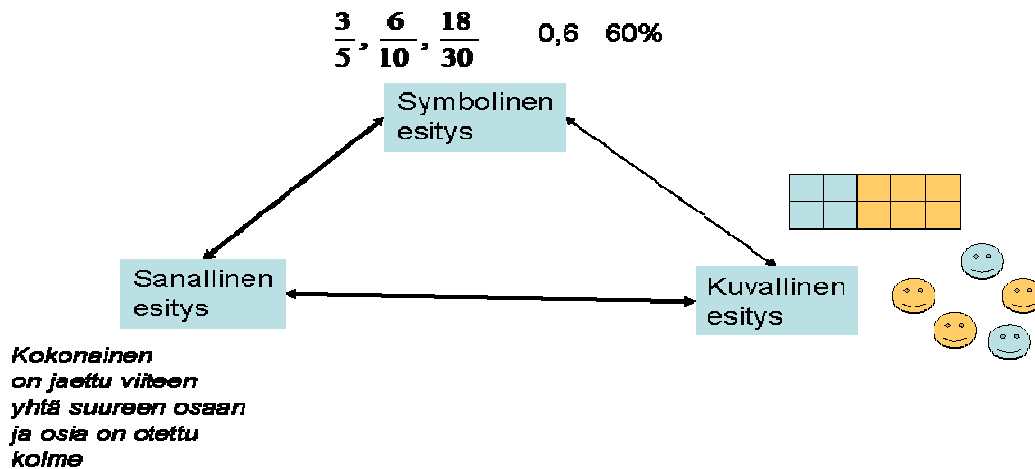 3/5, 6/10, 18/30 0,6 60%
Symbolinen
esitys
Sanallinen
esitys
Kuvallinen
esitys
Kokonainen
on jaettu viiteen
yhtä suureen osaan
ja osia on otettu
kolme